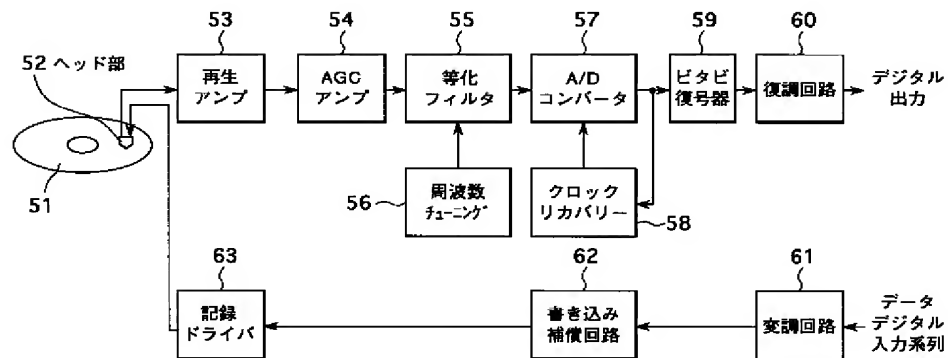 53
54
55
57
59
60
52 ヘッド部
再生
アンプ
AGC
アンプ
等化
フィルタ
A/D
コンバータ
ビタビ
復号器
復調回路
デジタル
出力
51
56
周波数
チューニング
クロック
リカバリー
58
63
62
61
記録
ドライバ
書き込み
補償回路
変調回路
データ
デジタル
入力系列